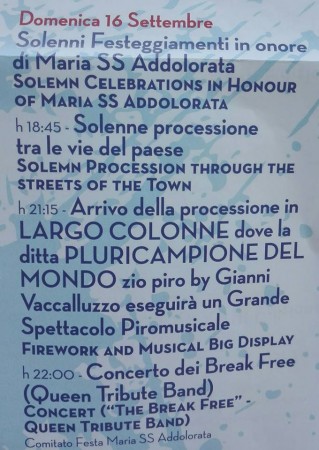 Domenica 16 Settembre
Solenni Festeggiamenti in onore
di Maria SS Addolorata
SOLEMN CELEBRATIONS IN HONOUR
OF MARIA SS ADDOLORATA
h 18:45 - Solenne processione
tra le vie del paese
SOLEMN PROCESSION THROUGH THE
STREETS OF THE TOWN
h 21:15 - Arrivo della processione in
LARGO COLONNE dove la
ditta PLURICAMPIONE DEL
MONDO zio piro by Gianni
Vaccalluzzo eseguirà un Grande
Spettacolo Piromusicale
FIREWORK AND MUSICAL BIG DISPLAY
h 22:00 - Concerto dei Break Free
(Queen Tribute Band)
CONCERT ("THE BREAK FREE" -
QUEEN TRIBUTE BAND)
Comitato Festa Maria SS Addolorata